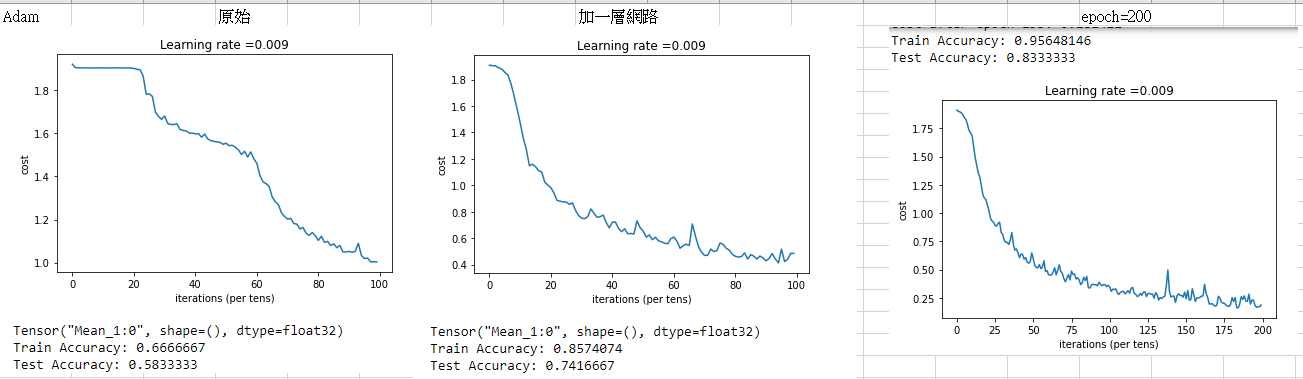 Adam
原始
加一層網路
epoch=200
Learning rate =0.009
cost
1.8
1.6
1.4
1.2
1.0
0
20
40
60
80
100
iterations (per tens)
Tensor("Mean_1:0", shape=(), dtype=float32)
Train Accuracy: 0.6666667
Test Accuracy: 0.5833333
Learning rate =0.009
cost
1.8
1.6
1.4
1.2
1.0
0.8
0.6
0.4
0
20
40
60
80
100
iterations (per tens)
Tensor("Mean_1:0", shape=(), dtype=float32)
Train Accuracy: 0.8574074
Test Accuracy: 0.7416667
Train Accuracy: 0.95648146
Test Accuracy: 0.8333333
Learning rate =0.009
cost
1.75
1.50
1.25
1.00
0.75
0.50
0.25
0
25
50
75
100
125
150
175
200
iterations (per tens)